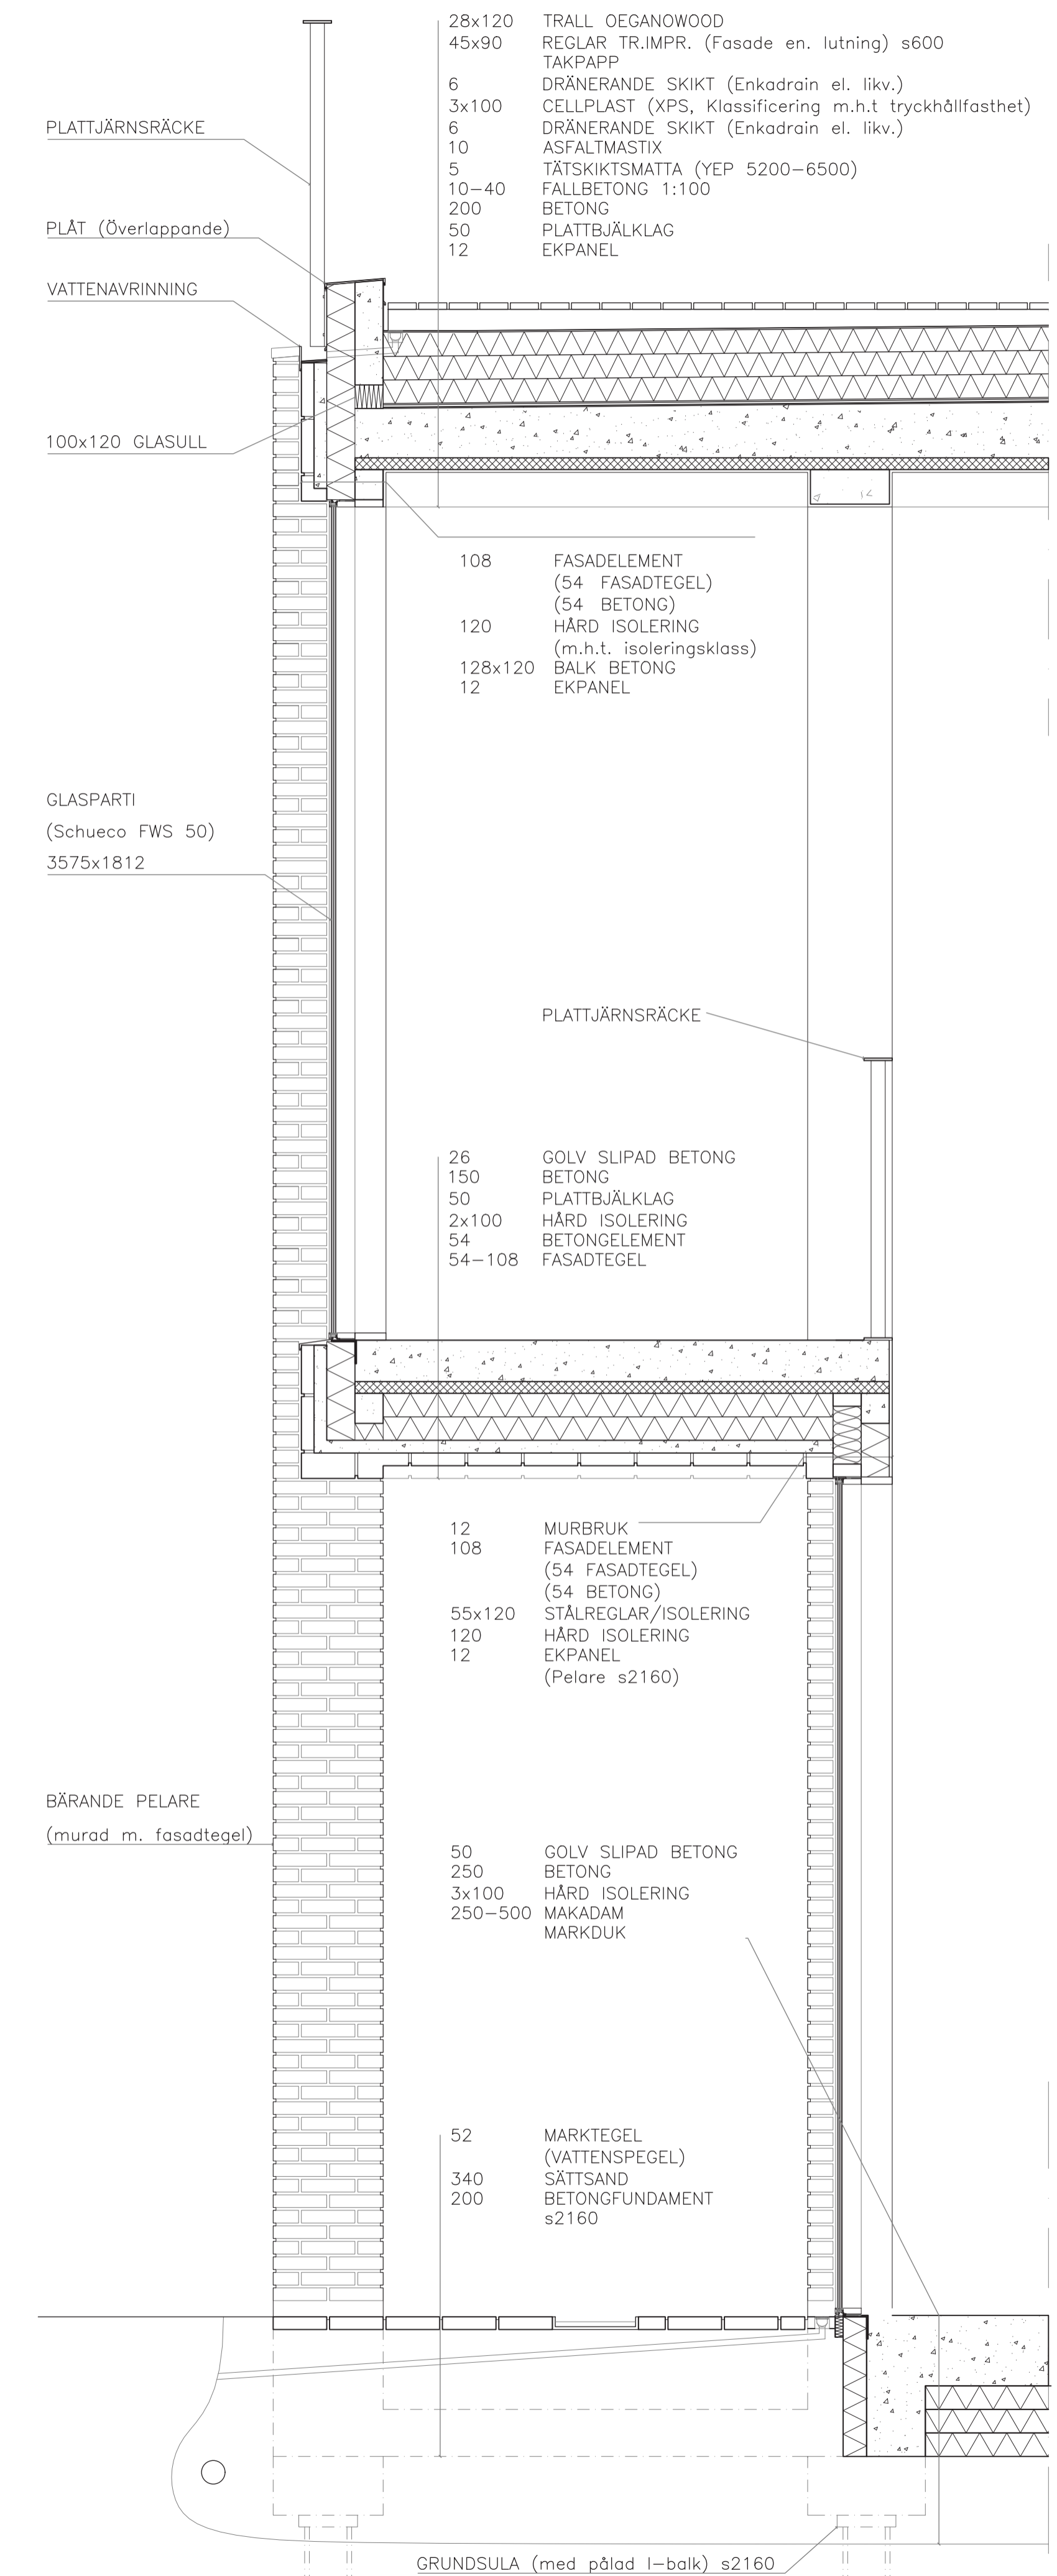 28x120 TRALL OEGANOWOOD
45x90 REGLAR TR.IMPR. (Fasade en. lutning) s600
TAKPAPP
6 DRÄNERANDE SKIKT (Enkadrain el. likv.)
3x100 CELLPLAST (XPS, Klassificering m.h.t tryckhållfasthet)
6 DRÄNERANDE SKIKT (Enkadrain el. likv.)
10 ASFALTMASTIX
5 TÄTSKIKTSMATTA (YEP 5200-6500)
10-40 FALLBETONG 1:100
200 BETONG
50 PLATTBJÄLKLAG
12 EKPANEL
PLATTJÄRNSRÄCKE
PLÅT (Överlappande)
VATTENAVRINNING
100x120 GLASULL
108 FASADELEMENT
(54 FASADTEGEL)
(54 BETONG)
120 HÅRD ISOLERING
(m.h.t. isoleringsklass)
128x120 BALK BETONG
12 EKPANEL
GLASPARTI
(Schueco FWS 50)
3575x1812
PLATTJÄRNSRÄCKE
26 GOLV SLIPAD BETONG
150 BETONG
50 PLATTBJÄLKLAG
2x100 HÅRD ISOLERING
54 BETONGELEMENT
54-108 FASADTEGEL
12 MURBRUK
108 FASADELEMENT
(54 FASADTEGEL)
(54 BETONG)
55x120 STÅLREGLAR/ISOLERING
120 HÅRD ISOLERING
12 EKPANEL
(Pelare s2160)
BÄRANDE PELARE
(murad m. fasadtegel)
50 GOLV SLIPAD BETONG
250 BETONG
3x100 HÅRD ISOLERING
250-500 MAKADAM
MARKDUK
52 MARKTEGEL
(VATTENSPEGEL)
340 SÄTTSAND
200 BETONGFUNDAMENT
s2160
GRUNDSULA (med pålad I-balk) s2160